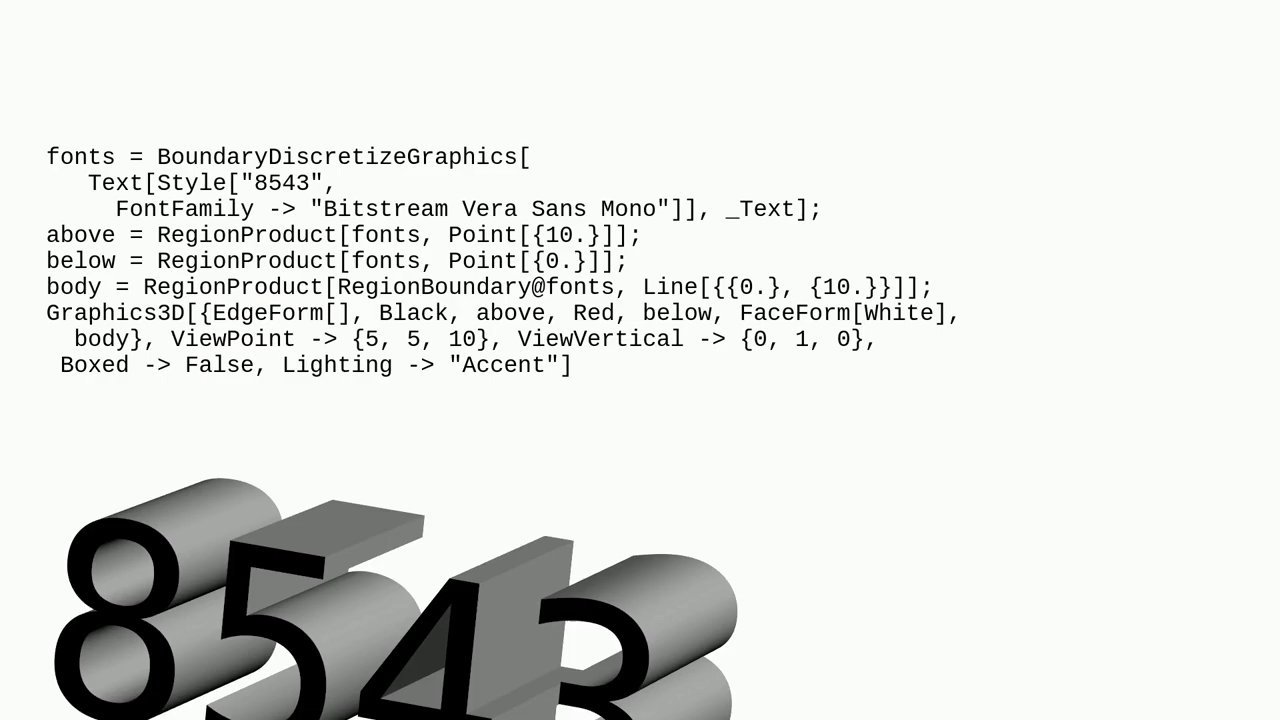 fonts = BoundaryDiscretizeGraphics[
   Text[Style["8543",
     FontFamily -> "Bitstream Vera Sans Mono"]], _Text];
above = RegionProduct[fonts, Point[{10.}]];
below = RegionProduct[fonts, Point[{0.}]];
body = RegionProduct[RegionBoundary@fonts, Line[{{0.}, {10.}}]];
Graphics3D[{EdgeForm[], Black, above, Red, below, FaceForm[White],
  body}, ViewPoint -> {5, 5, 10}, ViewVertical -> {0, 1, 0},
 Boxed -> False, Lighting -> "Accent"]
8543